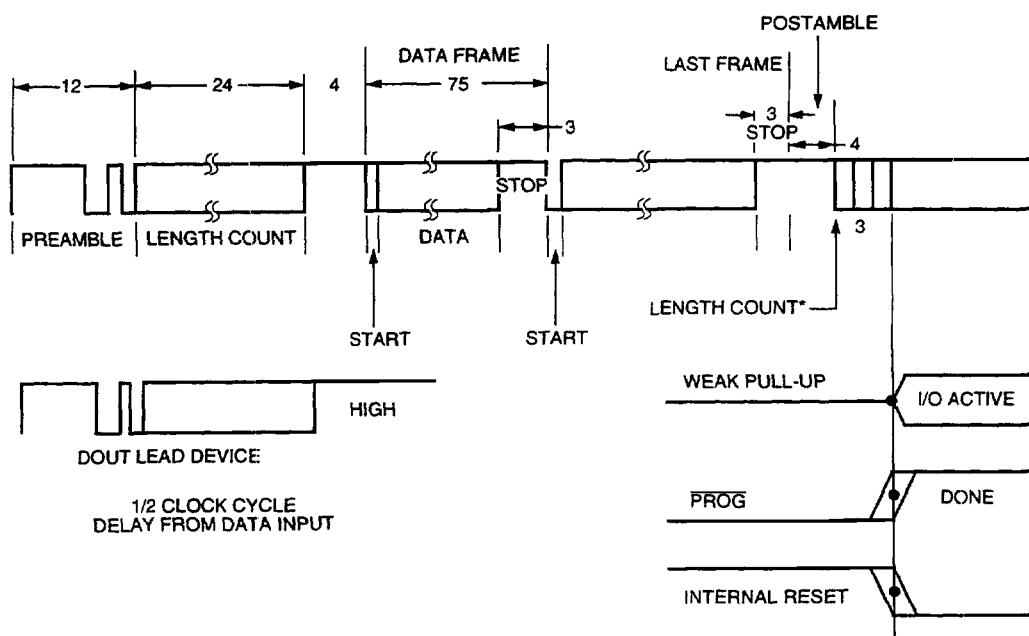 POSTAMBLE
DATA FRAME
LAST FRAME
12
24
4
75
3
3
STOP
4
STOP
PREAMBLE
LENGTH COUNT
DATA
3
START
START
LENGTH COUNT*
WEAK PULL-UP
I/O ACTIVE
HIGH
DOUT LEAD DEVICE
1/2 CLOCK CYCLE
DELAY FROM DATA INPUT
PROG
DONE
INTERNAL RESET